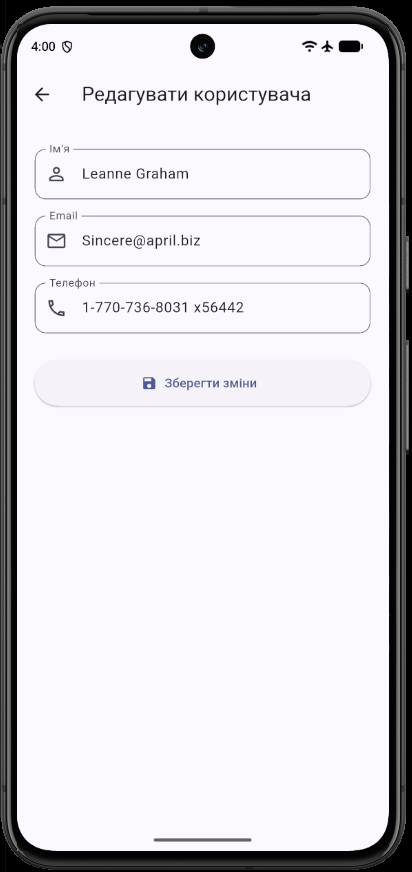 4:00
Редагувати користувача
Ім'я
Leanne Graham
Email
Sincere@april.biz
Телефон
1-770-736-8031 x56442
Зберегти зміни